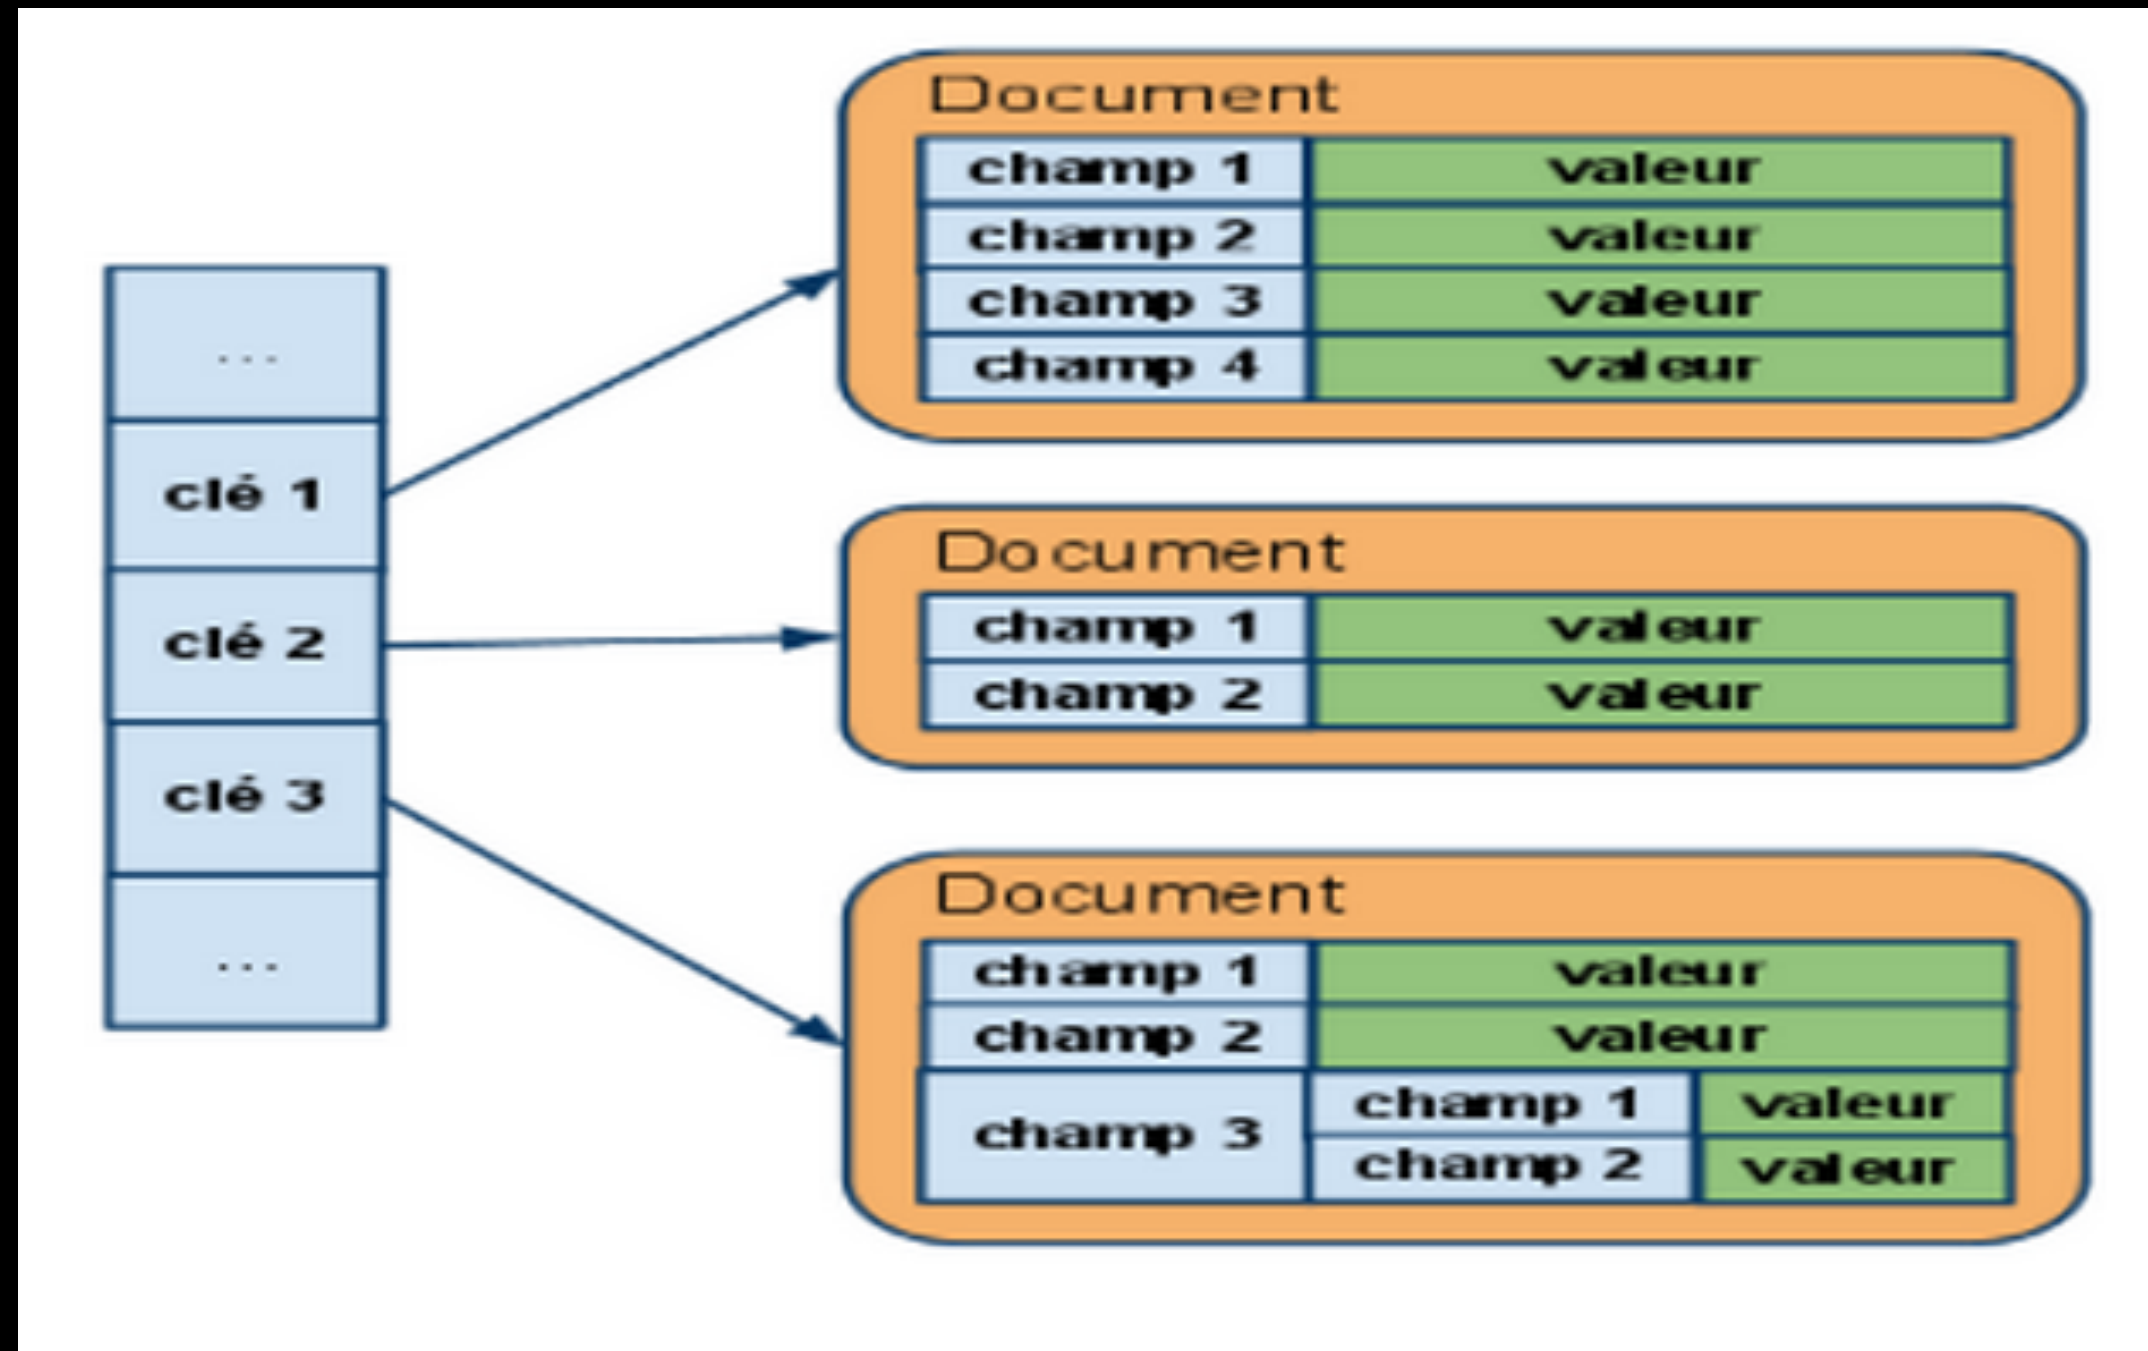 ...
clé 1
clé 2
clé 3
...
Document
champ 1 valeur
champ 2 valeur
champ 3 valeur
champ 4 valeur
Document
champ 1 valeur
champ 2 valeur
Document
champ 1 valeur
champ 2 valeur
champ 3
champ 1 valeur
champ 2 valeur